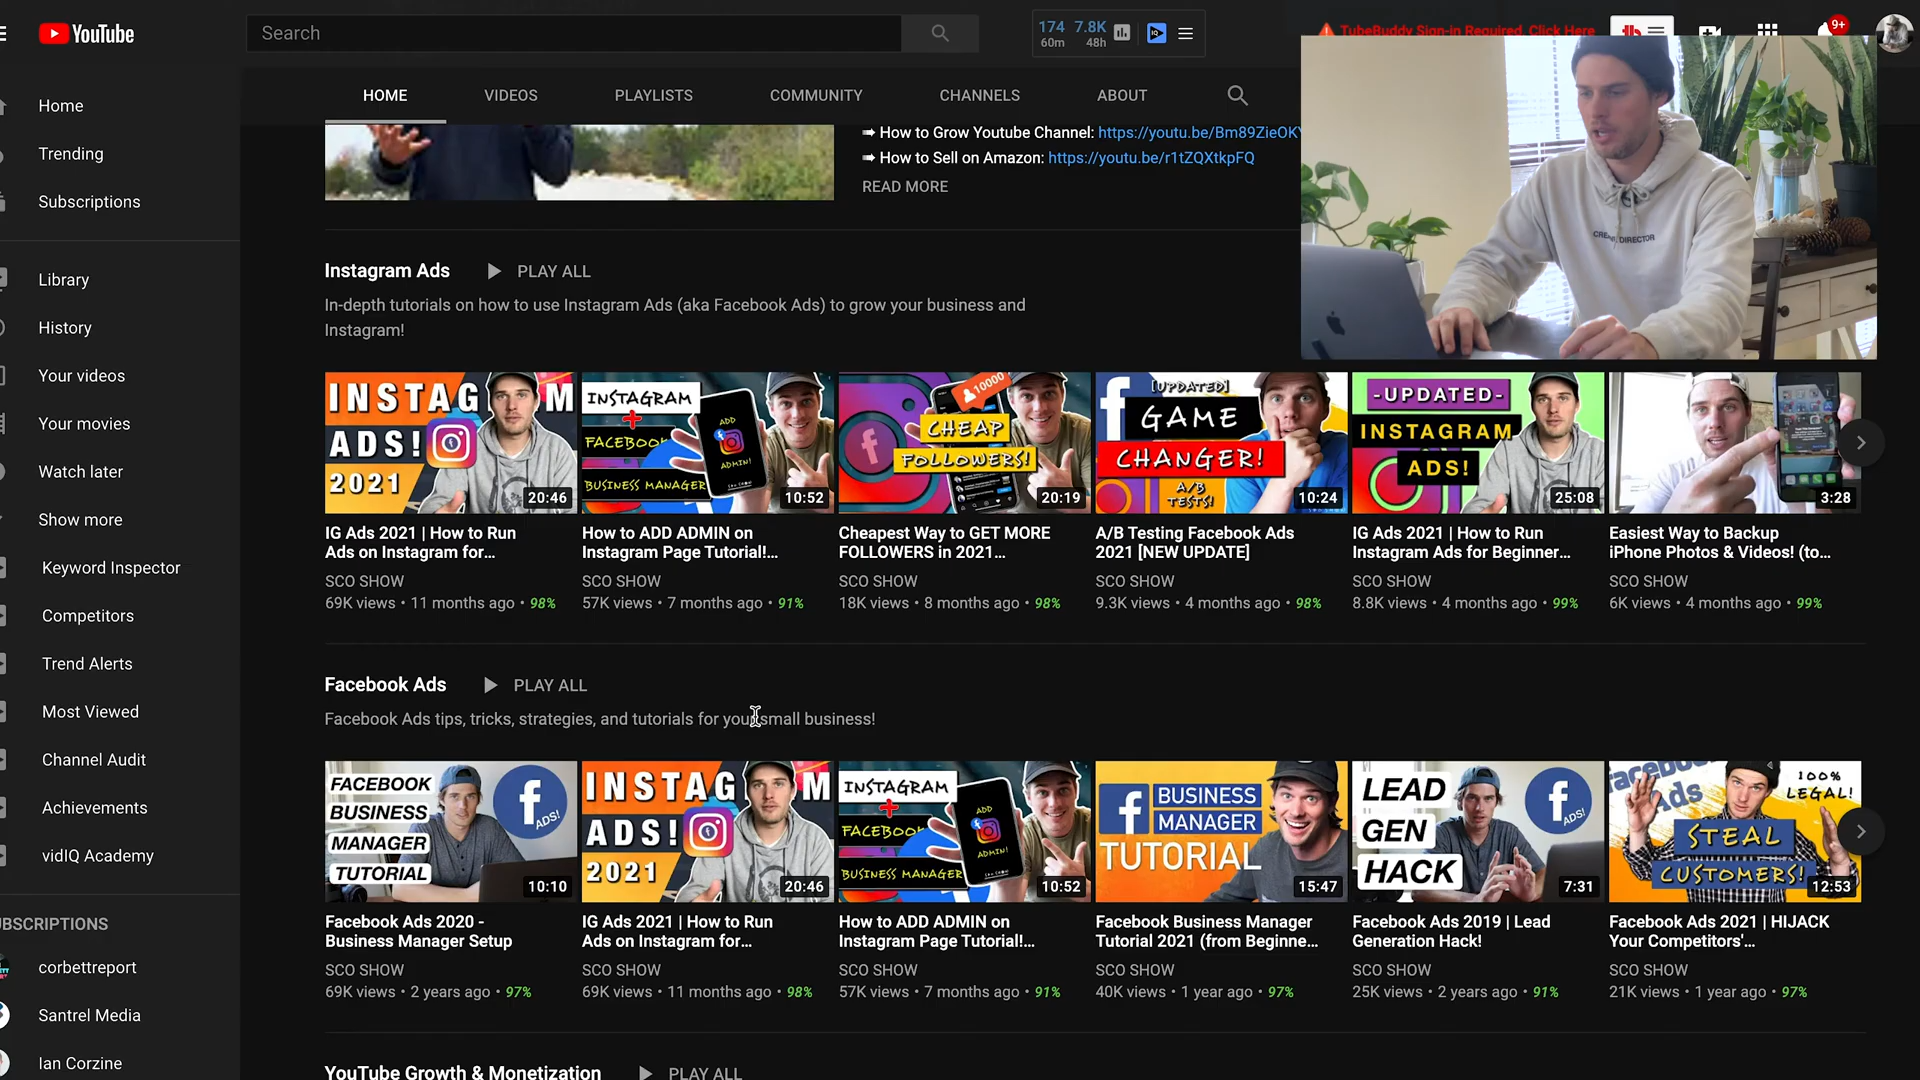 YouTube
Search
174 7.8K
60m 48h
TubeBuddy Sign-in Required. Click Here
9+
HOME
VIDEOS
PLAYLISTS
COMMUNITY
CHANNELS
ABOUT
Home
Trending
Subscriptions
Library
History
Your videos
Your movies
Watch later
Show more
Keyword Inspector
Competitors
Trend Alerts
Most Viewed
Channel Audit
Achievements
vidIQ Academy
UBSCRIPTIONS
corbettreport
Santrel Media
Ian Corzine
➡ How to Grow Youtube Channel: https://youtu.be/Bm89ZieOK
➡ How to Sell on Amazon: https://youtu.be/r1tZQXtkpFQ
READ MORE
Instagram Ads
PLAY ALL
In-depth tutorials on how to use Instagram Ads (aka Facebook Ads) to grow your business and
Instagram!
INSTAG M
ADS!
2021
20:46
INSTAGRAM
+
FACEBOOK
BUSINESS MANAGER
ADD
ADMIN!
10:52
10000
CHEAP
FOLLOWERS!
20:19
[UPDATED]
GAME
CHANGER!
A/B
TESTS!
10:24
-UPDATED-
INSTAGRAM
ADS!
25:08
3:28
IG Ads 2021 | How to Run
Ads on Instagram for...
SCO SHOW
69K views • 11 months ago • 98%
How to ADD ADMIN on
Instagram Page Tutorial!...
SCO SHOW
57K views • 7 months ago • 91%
Cheapest Way to GET MORE
FOLLOWERS in 2021...
SCO SHOW
18K views • 8 months ago • 98%
A/B Testing Facebook Ads
2021 [NEW UPDATE]
SCO SHOW
9.3K views • 4 months ago • 98%
IG Ads 2021 | How to Run
Instagram Ads for Beginner...
SCO SHOW
8.8K views • 4 months ago • 99%
Easiest Way to Backup
iPhone Photos & Videos! (to...
SCO SHOW
6K views • 4 months ago • 99%
Facebook Ads
PLAY ALL
Facebook Ads tips, tricks, strategies, and tutorials for your small business!
FACEBOOK
BUSINESS
MANAGER
TUTORIAL
ADS!
10:10
INSTAG M
ADS!
2021
20:46
INSTAGRAM
+
FACEBOOK
BUSINESS MANAGER
ADD
ADMIN!
10:52
BUSINESS
MANAGER
TUTORIAL
15:47
LEAD
GEN
HACK
ADS!
7:31
acebook
Ads
100%
LEGAL!
STEAL
CUSTOMERS!
12:53
Facebook Ads 2020 -
Business Manager Setup
SCO SHOW
69K views • 2 years ago • 97%
IG Ads 2021 | How to Run
Ads on Instagram for...
SCO SHOW
69K views • 11 months ago • 98%
How to ADD ADMIN on
Instagram Page Tutorial!...
SCO SHOW
57K views • 7 months ago • 91%
Facebook Business Manager
Tutorial 2021 (from Beginne...
SCO SHOW
40K views • 1 year ago • 97%
Facebook Ads 2019 | Lead
Generation Hack!
SCO SHOW
25K views • 2 years ago • 91%
Facebook Ads 2021 | HIJACK
Your Competitors'...
SCO SHOW
21K views • 1 year ago • 97%
YouTube Growth & Monetization
PLAY ALL